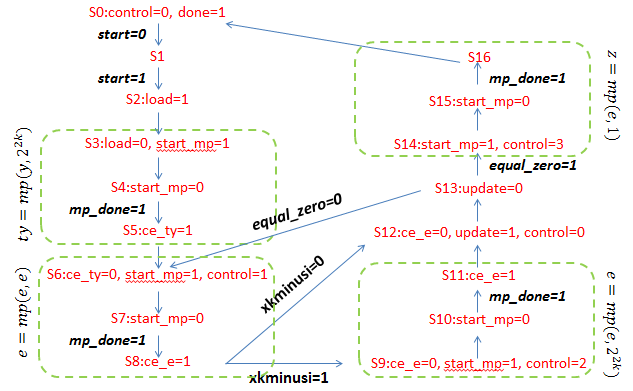 S0:control=0, done=1
start=0
S1
start=1
S2:load=1
S3:load=0, start_mp=1
S4:start_mp=0
mp_done=1
S5:ce_ty=1
ty = mp(y, 2^{2k})
S6:ce_ty=0, start_mp=1, control=1
S7:start_mp=0
mp_done=1
S8:ce_e=1
e = mp(e, e)
equal_zero=0
xkminusi=0
xkminusi=1
S16
mp_done=1
S15:start_mp=0
S14:start_mp=1, control=3
z = mp(e, 1)
equal_zero=1
S13:update=0
S12:ce_e=0, update=1, control=0
S11:ce_e=1
mp_done=1
S10:start_mp=0
S9:ce_e=0, start_mp=1, control=2
e = mp(e, 2^{2k})